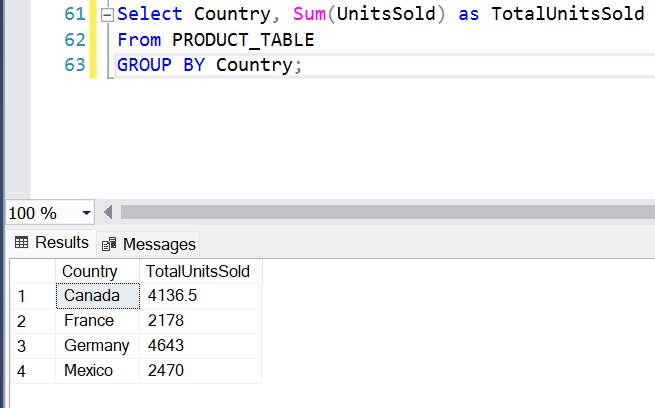 61 Select Country, Sum(UnitsSold) as TotalUnitsSold
62 From PRODUCT_TABLE
63 GROUP BY Country;
100 %
Results Messages
Country TotalUnitsSold
1 Canada 4136.5
2 France 2178
3 Germany 4643
4 Mexico 2470